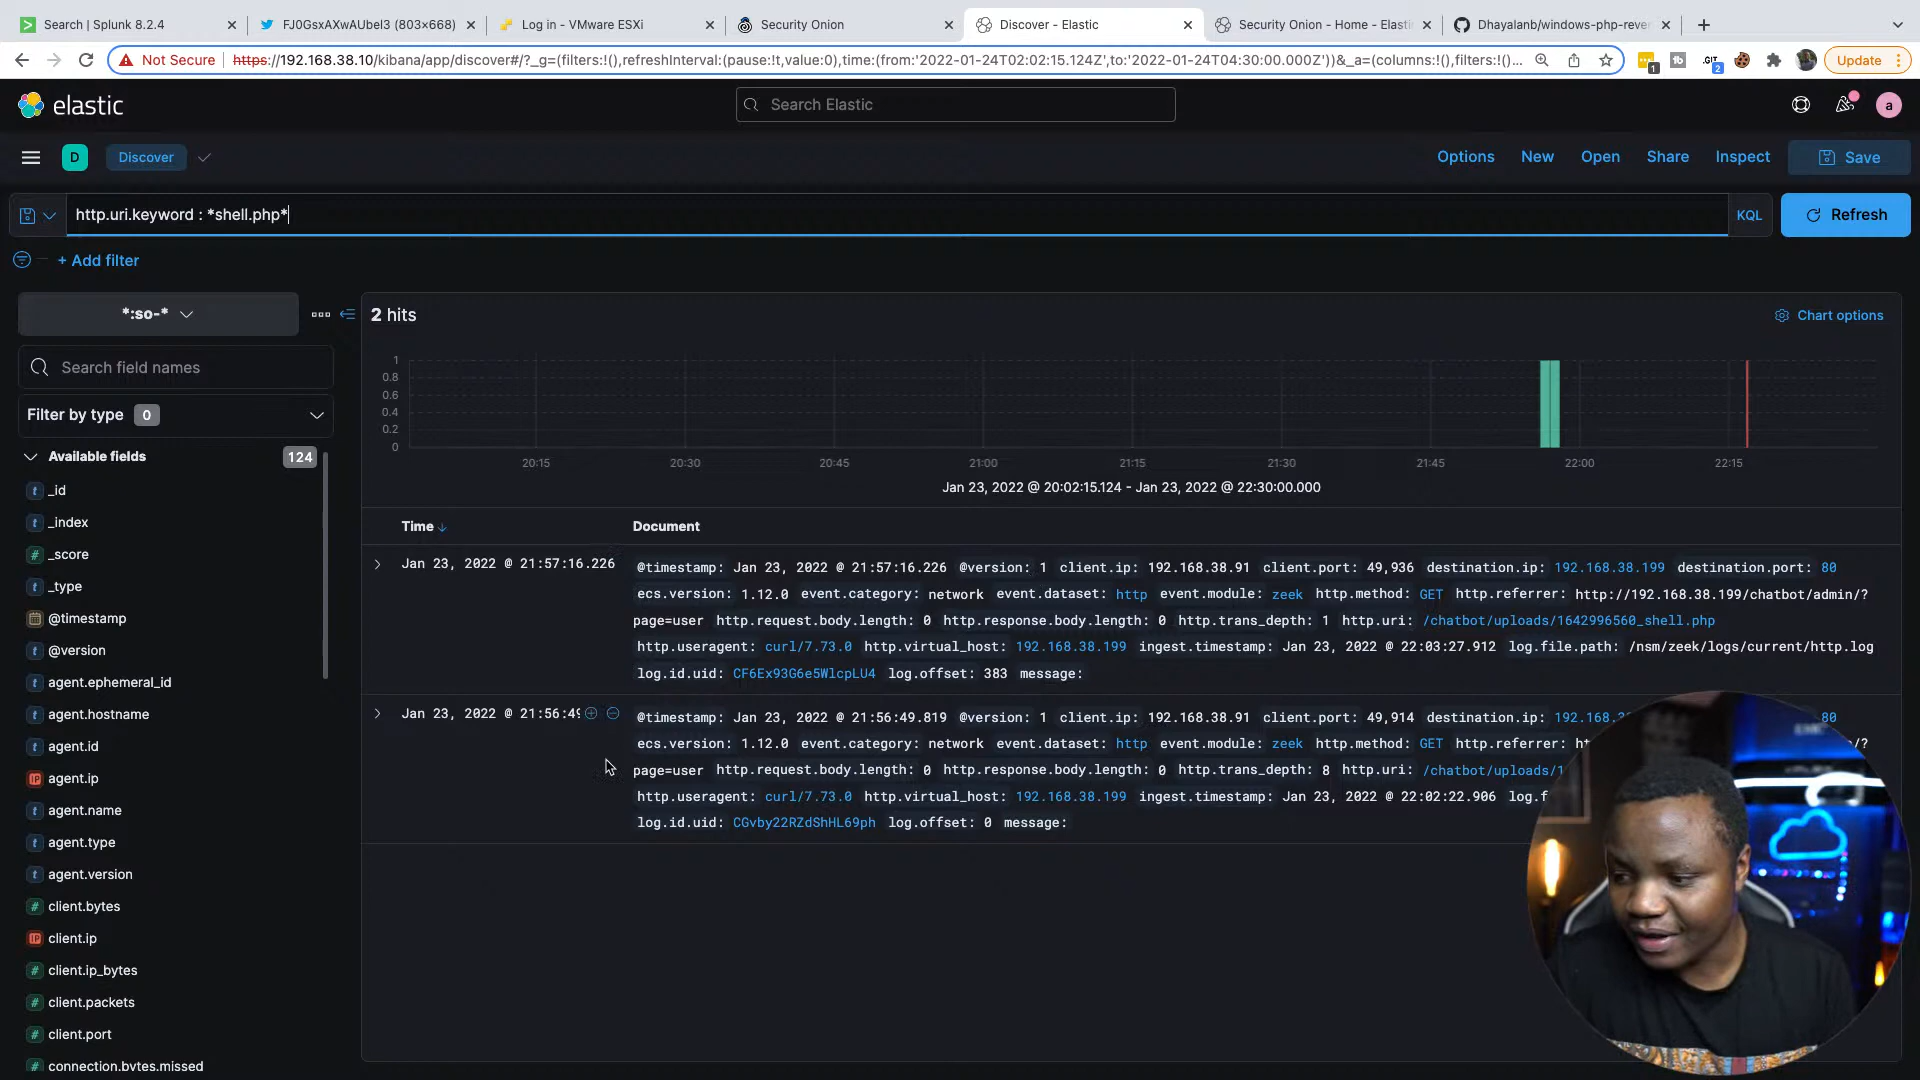 Search | Splunk 8.2.4
FJ0GsxAXwAUbeI3 (803×668)
Log in - VMware ESXi
Security Onion
Discover - Elastic
Security Onion - Home - Elasti
Dhayalanb/windows-php-reve
Not Secure https://192.168.38.10/kibana/app/discover#/?_g=(filters:!(),refreshInterval:(pause:!t,value:0),time:(from:'2022-01-24T02:02:15.124Z',to:'2022-01-24T04:30:00.000Z'))&_a=(columns:!(),filters:!()...
1
2
Update
elastic
Search Elastic
a
D
Discover
Options
New
Open
Share
Inspect
Save
http.uri.keyword : *shell.php*
KQL
Refresh
+ Add filter
*:so-*
2 hits
Chart options
Search field names
Filter by type 0
Available fields 124
_id
_index
_score
_type
@timestamp
@version
agent.ephemeral_id
agent.hostname
agent.id
agent.ip
agent.name
agent.type
agent.version
client.bytes
client.ip
client.ip_bytes
client.packets
client.port
connection.bytes.missed
1
0.8
0.6
0.4
0.2
0
20:15 20:30 20:45 21:00 21:15 21:30 21:45 22:00 22:15
Jan 23, 2022 @ 20:02:15.124 - Jan 23, 2022 @ 22:30:00.000
Time Document
Jan 23, 2022 @ 21:57:16.226
@timestamp: Jan 23, 2022 @ 21:57:16.226 @version: 1 client.ip: 192.168.38.91 client.port: 49,936 destination.ip: 192.168.38.199 destination.port: 80
ecs.version: 1.12.0 event.category: network event.dataset: http event.module: zeek http.method: GET http.referrer: http://192.168.38.199/chatbot/admin/?
page=user http.request.body.length: 0 http.response.body.length: 0 http.trans_depth: 1 http.uri: /chatbot/uploads/1642996560_shell.php
http.useragent: curl/7.73.0 http.virtual_host: 192.168.38.199 ingest.timestamp: Jan 23, 2022 @ 22:03:27.912 log.file.path: /nsm/zeek/logs/current/http.log
log.id.uid: CF6Ex93G6e5WlcpLU4 log.offset: 383 message:
Jan 23, 2022 @ 21:56:49
@timestamp: Jan 23, 2022 @ 21:56:49.819 @version: 1 client.ip: 192.168.38.91 client.port: 49,914 destination.ip: 192.168.3 80
ecs.version: 1.12.0 event.category: network event.dataset: http event.module: zeek http.method: GET http.referrer: ht /?
page=user http.request.body.length: 0 http.response.body.length: 0 http.trans_depth: 8 http.uri: /chatbot/uploads/1
http.useragent: curl/7.73.0 http.virtual_host: 192.168.38.199 ingest.timestamp: Jan 23, 2022 @ 22:02:22.906 log.f
log.id.uid: CGvby22RZdShHL69ph log.offset: 0 message: